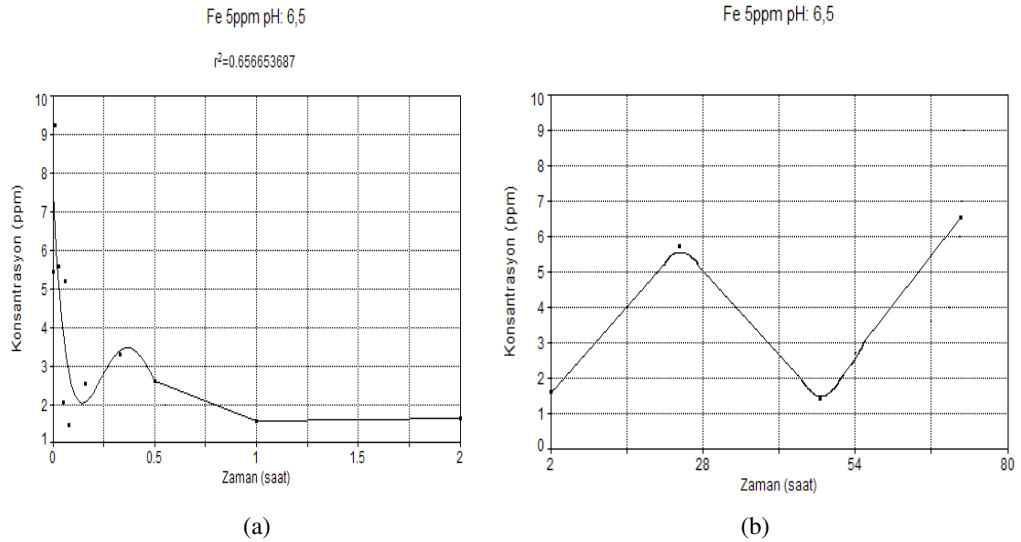 Fe 5ppm pH: 6,5
r²=0.656653687
Konsantrasyon (ppm)
10
9
8
7
6
5
4
3
2
1
0 0.5 1 1.5 2
Zaman (saat)
(a)
Fe 5ppm pH: 6,5
Konsantrasyon (ppm)
10
9
8
7
6
5
4
3
2
1
0
2 28 54 80
Zaman (saat)
(b)